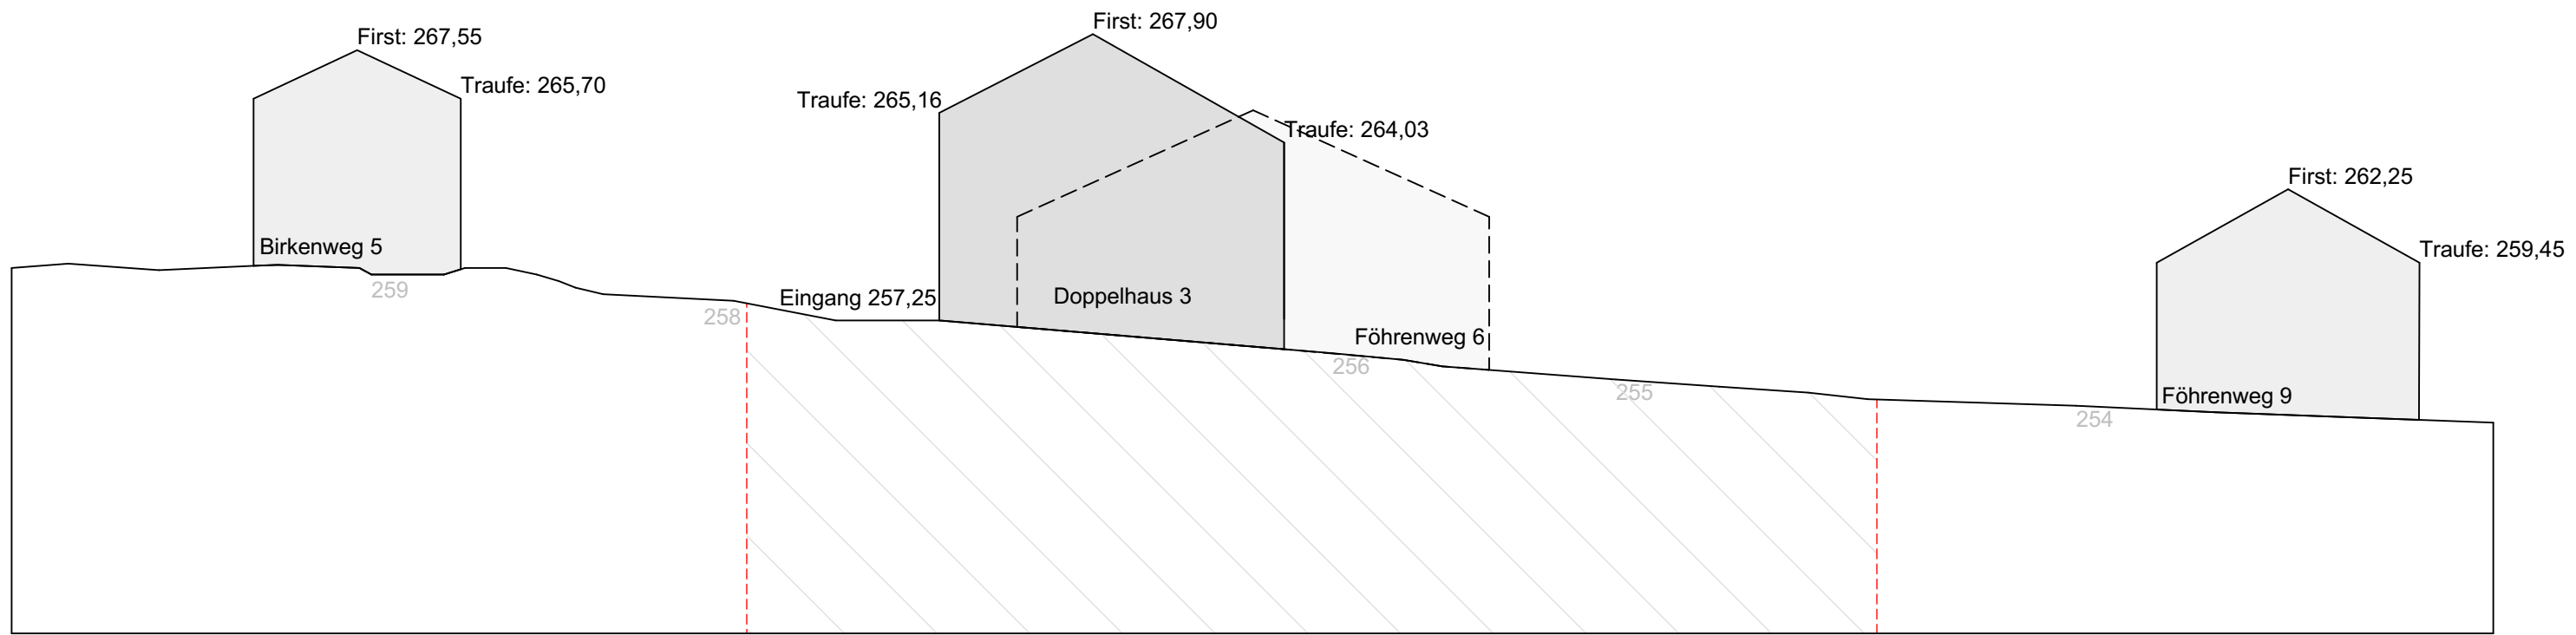 First: 267,90
First: 267,55
Traufe: 265,70
Traufe: 265,16
Traufe: 264,03
First: 262,25
Birkenweg 5
Traufe: 259,45
259
Eingang 257,25
Doppelhaus 3
258
Föhrenweg 6
256
255
Föhrenweg 9
254